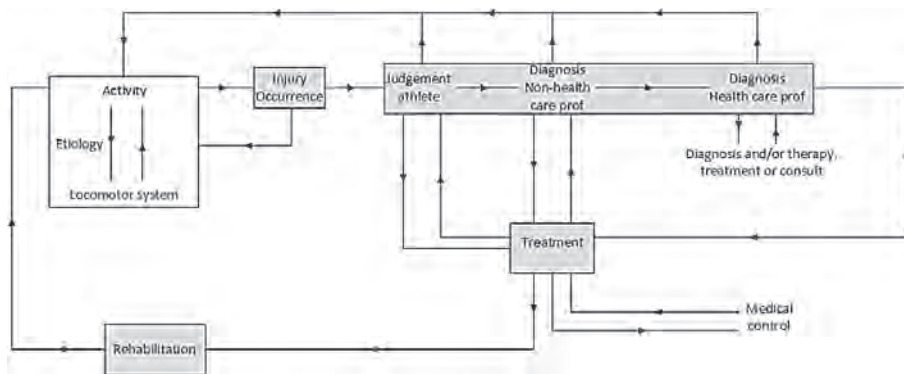 Activity
Etiology
Locomotor system
Injury
Occurrence
Judgement
athlete
Diagnosis
Non-health
care prof
Diagnosis
Health care prof
Diagnosis and/or therapy,
treatment or consult
Treatment
Medical
control
Rehabilitation